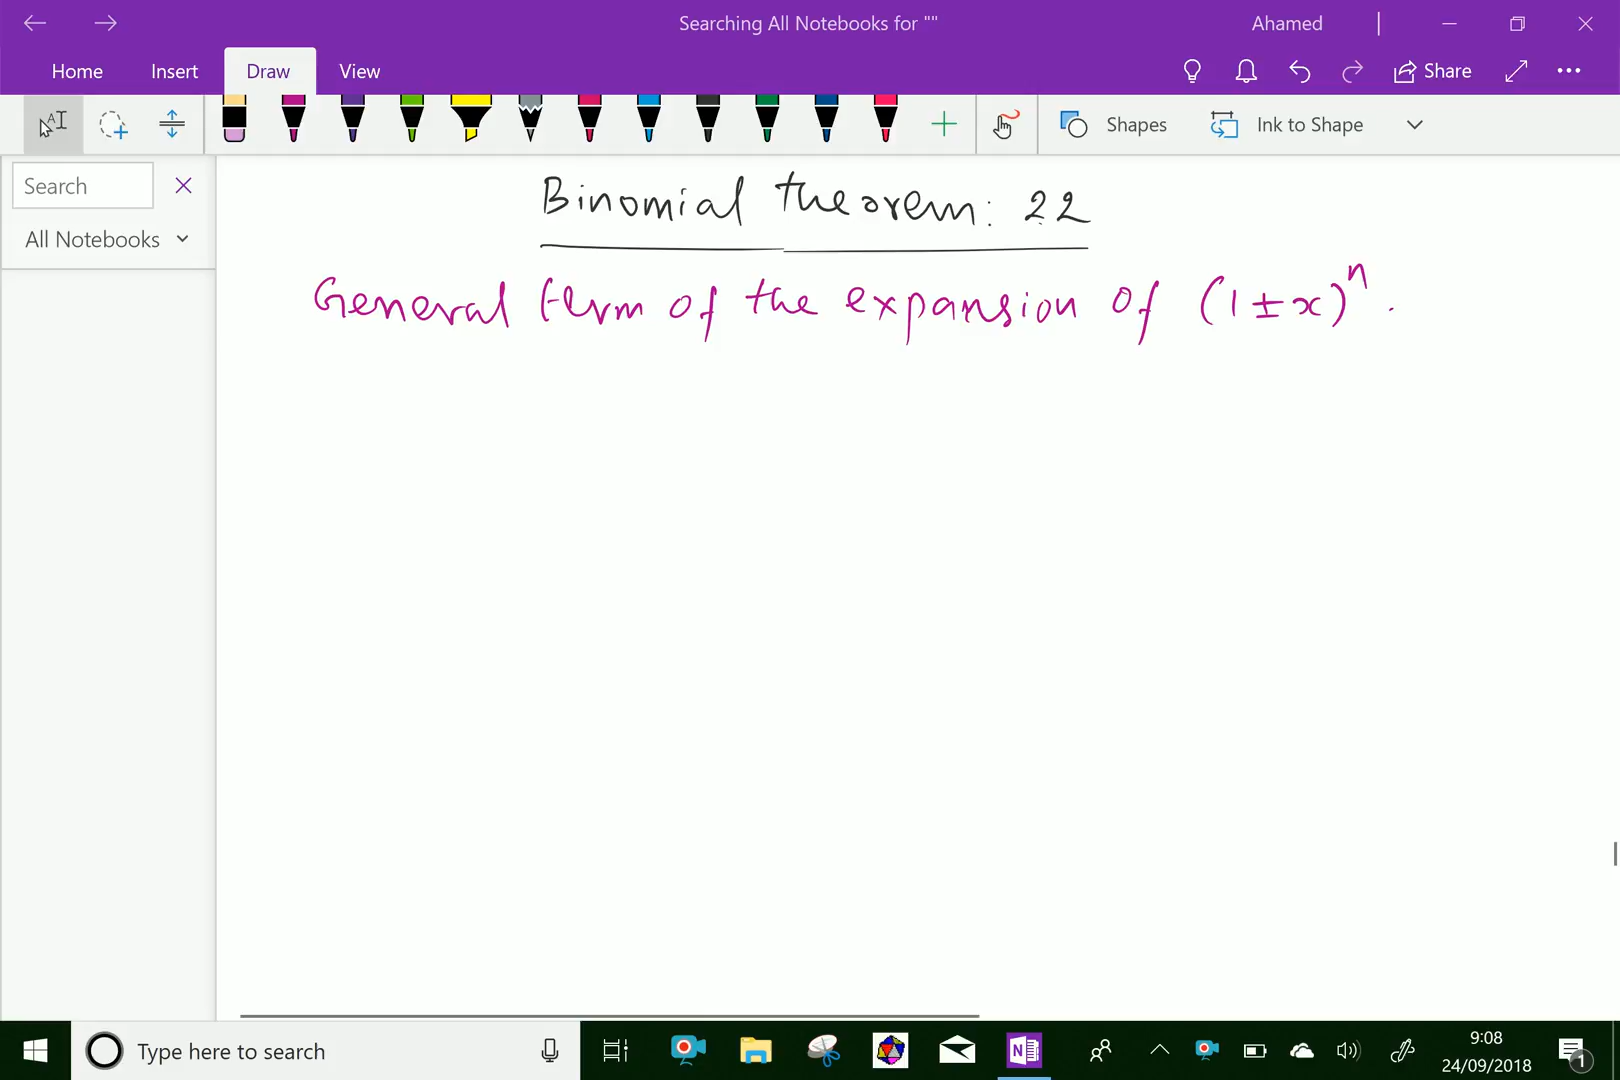 Searching All Notebooks for ""
Ahamed
Home Insert Draw View
Share
Shapes
Ink to Shape
Search
All Notebooks
Binomial theorem: 22
General term of the expansion of (1±x)ⁿ.
Type here to search
9:08
24/09/2018
1